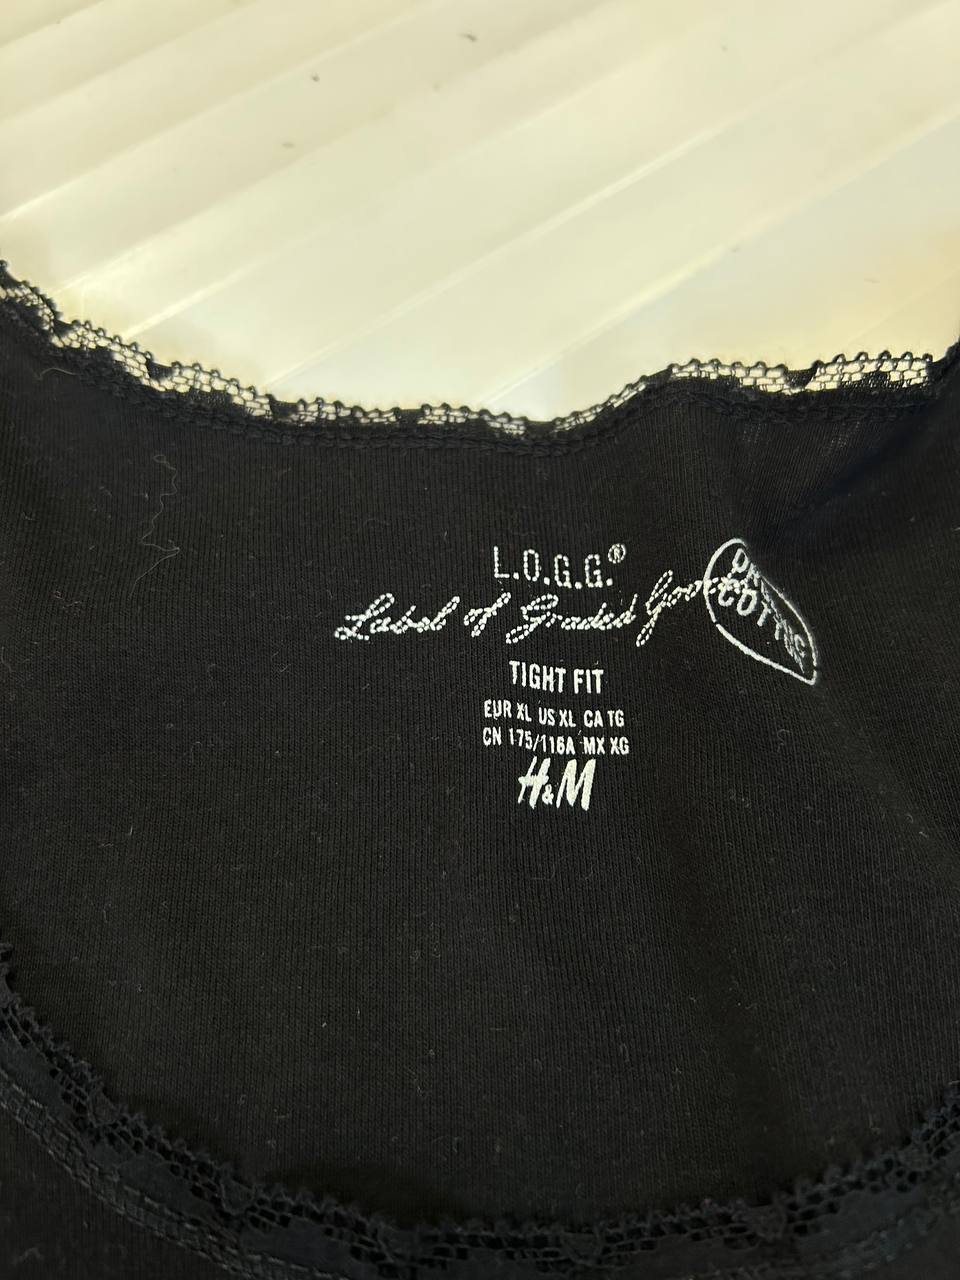 L.O.G.G.®
Label of Graded Goods
TIGHT FIT
EUR XL US XL CA TG
CN 175/116A MX XG
H&M
COTTON